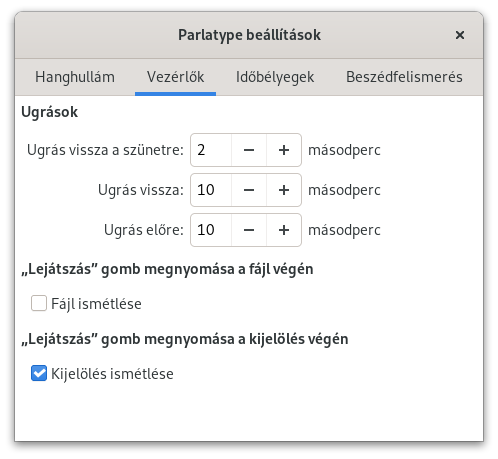 Parlatype beállítások
Hanghullám Vezérlők Időbélyegek Beszédfelismerés
Ugrások
Ugrás vissza a szünetre: 2 − + másodperc
Ugrás vissza: 10 − + másodperc
Ugrás előre: 10 − + másodperc
„Lejátszás” gomb megnyomása a fájl végén
Fájl ismétlése
„Lejátszás” gomb megnyomása a kijelölés végén
Kijelölés ismétlése